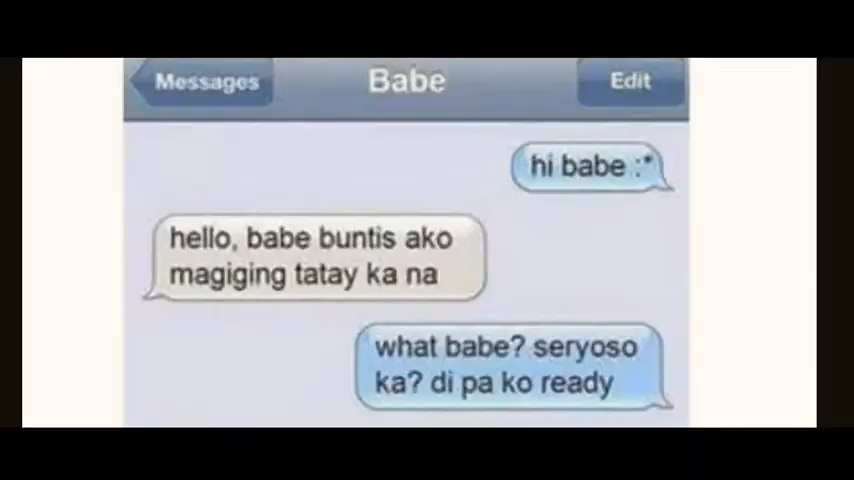 Messages
Babe
Edit
hi babe :*
hello, babe buntis ako
magiging tatay ka na
what babe? seryoso
ka? di pa ko ready